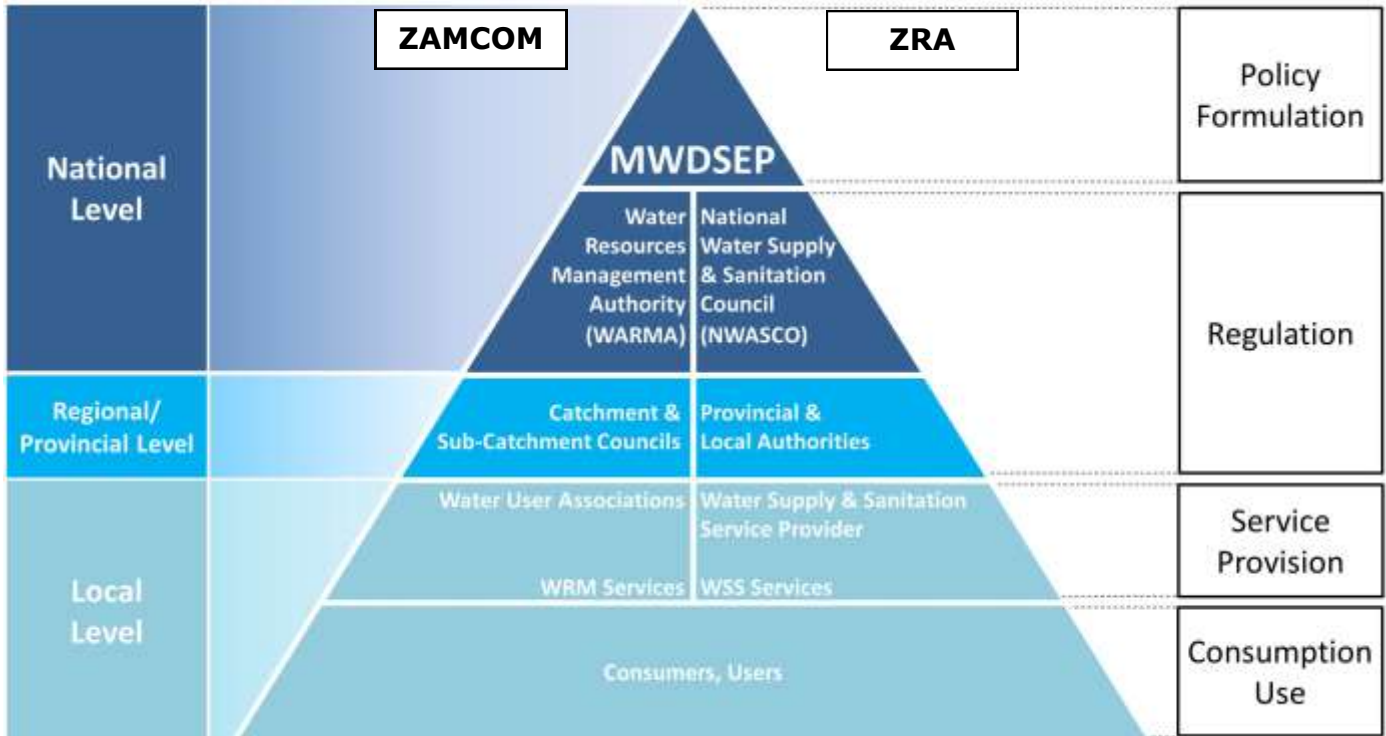 ZAMCOM
ZRA
National
Level
MWDSEP
Policy
Formulation
Water
Resources
Management
Authority
(WARMA)
National
Water Supply
& Sanitation
Council
(NWASCO)
Regulation
Regional/
Provincial Level
Catchment &
Sub-Catchment Councils
Provincial &
Local Authorities
Local
Level
Water User Associations
WRM Services
Water Supply & Sanitation
Service Provider
WSS Services
Service
Provision
Consumers, Users
Consumption
Use